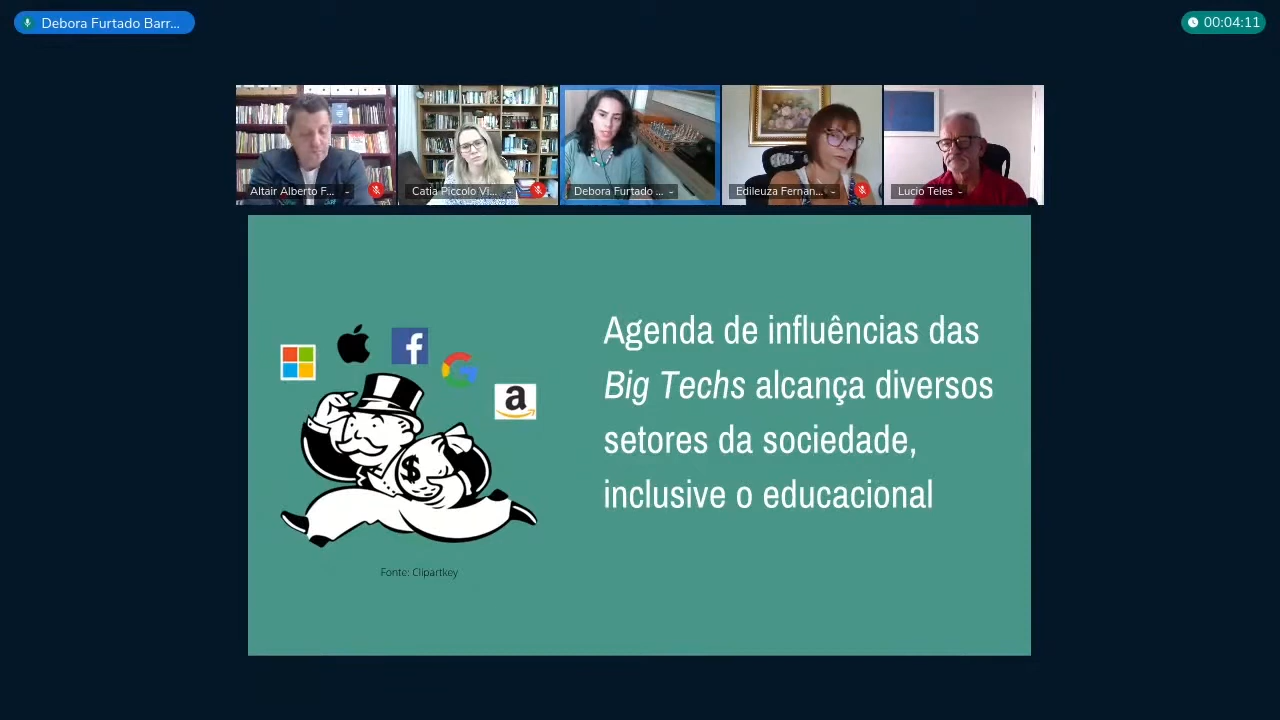 Debora Furtado Barr...
00:04:11
Altair Alberto F...
Catia Piccolo Vi...
Debora Furtado ...
Edileuza Fernan...
Lucio Teles
Agenda de influências das
Big Techs alcança diversos
setores da sociedade,
inclusive o educacional
f
G
a
$
Fonte: Clipartkey